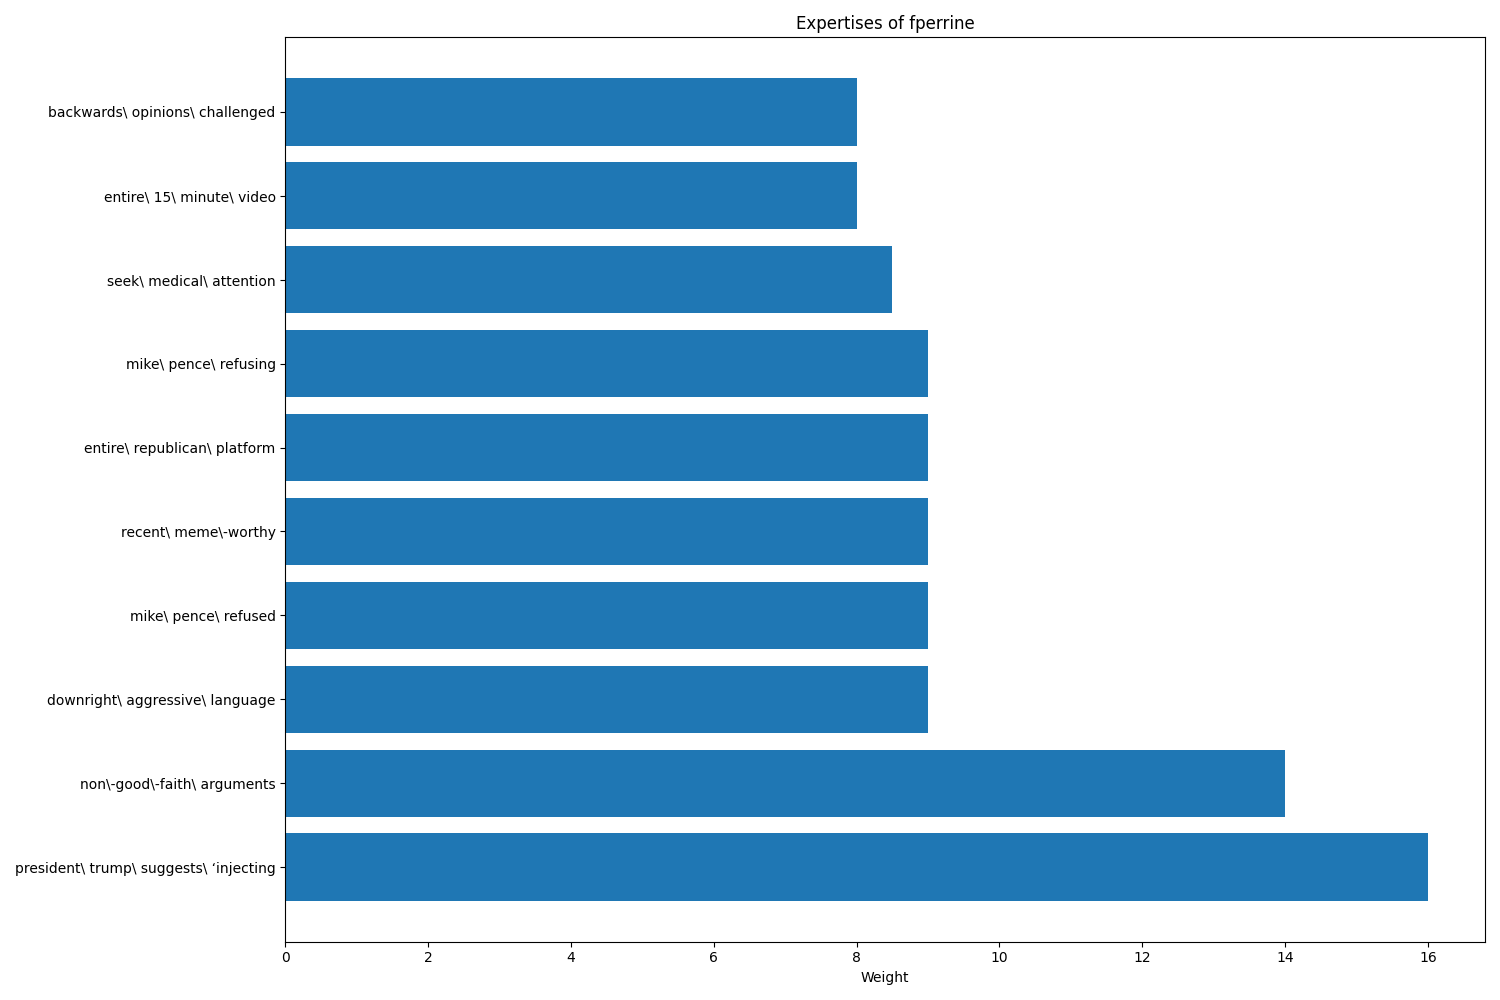 Expertises of fperrine
backwards\ opinions\ challenged
entire\ 15\ minute\ video
seek\ medical\ attention
mike\ pence\ refusing
entire\ republican\ platform
recent\ meme\-worthy
mike\ pence\ refused
downright\ aggressive\ language
non\-good\-faith\ arguments
president\ trump\ suggests\ ‘injecting
0 2 4 6 8 10 12 14 16
Weight